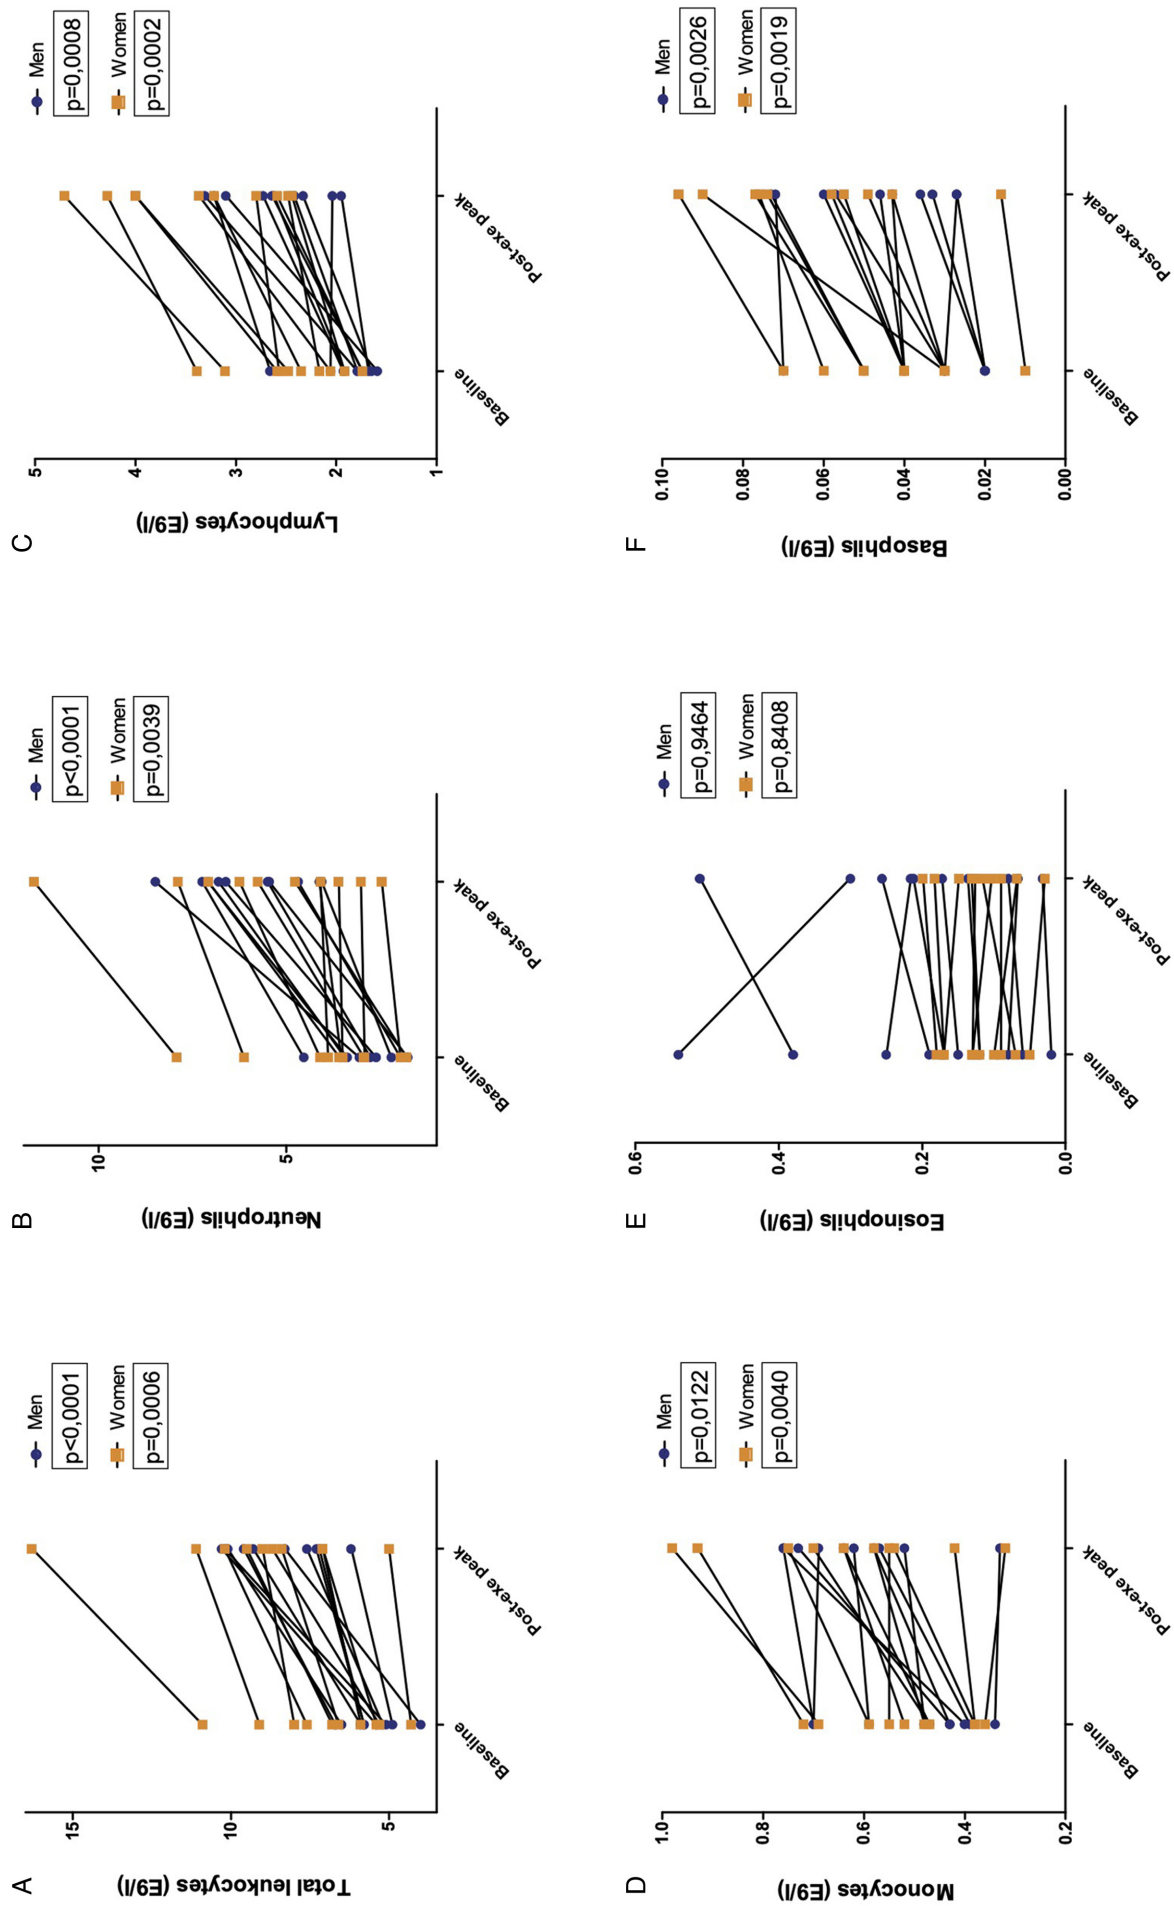 A
Total leukocytes (E9/l)
15
10
5
Baseline
Post-exe peak
Men
p<0,0001
Women
p=0,0006
B
Neutrophils (E9/l)
10
5
Baseline
Post-exe peak
Men
p<0,0001
Women
p=0,0039
C
Lymphocytes (E9/l)
5
4
3
2
1
Baseline
Post-exe peak
Men
p=0,0008
Women
p=0,0002
D
Monocytes (E9/l)
1.0
0.8
0.6
0.4
0.2
Baseline
Post-exe peak
Men
p=0,0122
Women
p=0,0040
E
Eosinophils (E9/l)
0.6
0.4
0.2
0.0
Baseline
Post-exe peak
Men
p=0,9464
Women
p=0,8408
F
Basophils (E9/l)
0.10
0.08
0.06
0.04
0.02
0.00
Baseline
Post-exe peak
Men
p=0,0026
Women
p=0,0019